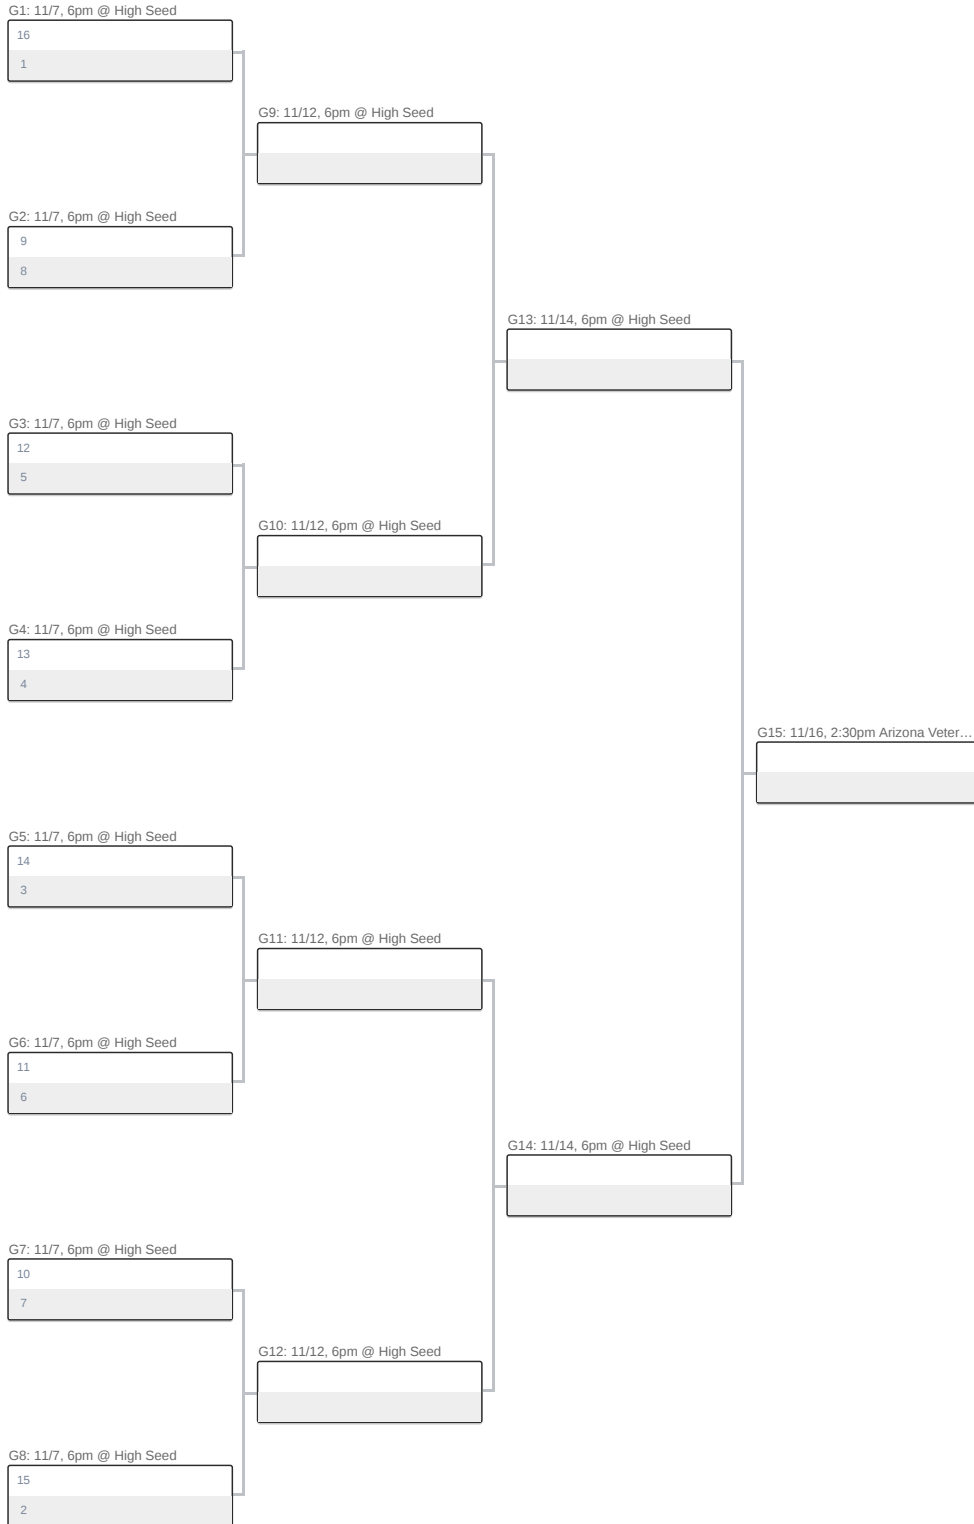 G1: 11/7, 6pm @ High Seed
16
1
G9: 11/12, 6pm @ High Seed
G2: 11/7, 6pm @ High Seed
9
8
G13: 11/14, 6pm @ High Seed
G3: 11/7, 6pm @ High Seed
12
5
G10: 11/12, 6pm @ High Seed
G4: 11/7, 6pm @ High Seed
13
4
G15: 11/16, 2:30pm Arizona Veter...
G5: 11/7, 6pm @ High Seed
14
3
G11: 11/12, 6pm @ High Seed
G6: 11/7, 6pm @ High Seed
11
6
G14: 11/14, 6pm @ High Seed
G7: 11/7, 6pm @ High Seed
10
7
G12: 11/12, 6pm @ High Seed
G8: 11/7, 6pm @ High Seed
15
2